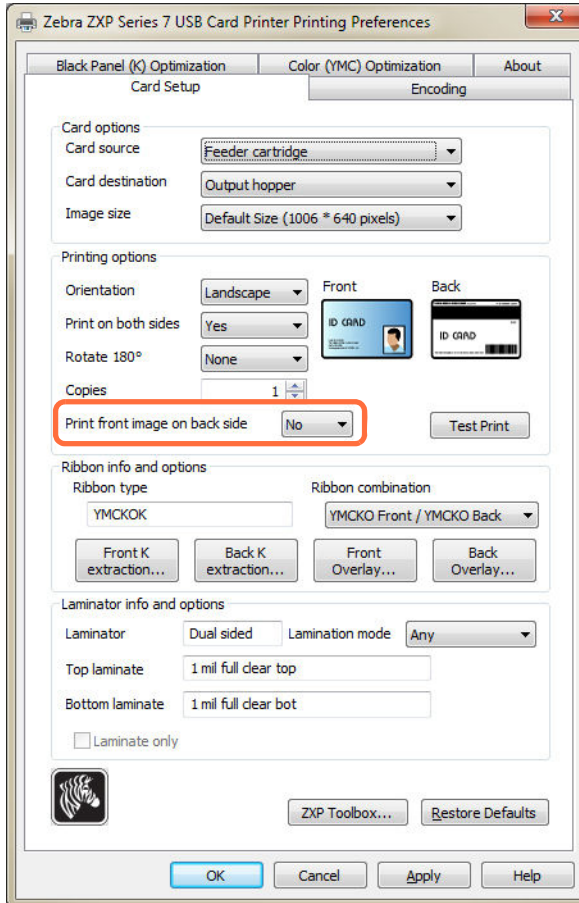 Zebra ZXP Series 7 USB Card Printer Printing Preferences
Black Panel (K) Optimization Color (YMC) Optimization About
Card Setup Encoding
Card options
Card source Feeder cartridge
Card destination Output hopper
Image size Default Size (1006 * 640 pixels)
Printing options
Orientation Landscape Front Back
Print on both sides Yes ID CARD ID CARD
Rotate 180° None
Copies 1
Print front image on back side No Test Print
Ribbon info and options
Ribbon type Ribbon combination
YMCKOK YMCKO Front / YMCKO Back
Front K Back K Front Back
extraction... extraction... Overlay... Overlay...
Laminator info and options
Laminator Dual sided Lamination mode Any
Top laminate 1 mil full clear top
Bottom laminate 1 mil full clear bot
Laminate only
ZXP Toolbox... Restore Defaults
OK Cancel Apply Help